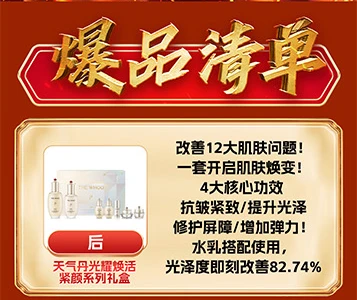 爆品清单
改善12大肌肤问题！
一套开启肌肤焕变！
4大核心功效
抗皱紧致/提升光泽
修护屏障/增加弹力！
水乳搭配使用，
光泽度即刻改善82.74%
后
天气丹光耀焕活
紧颜系列礼盒